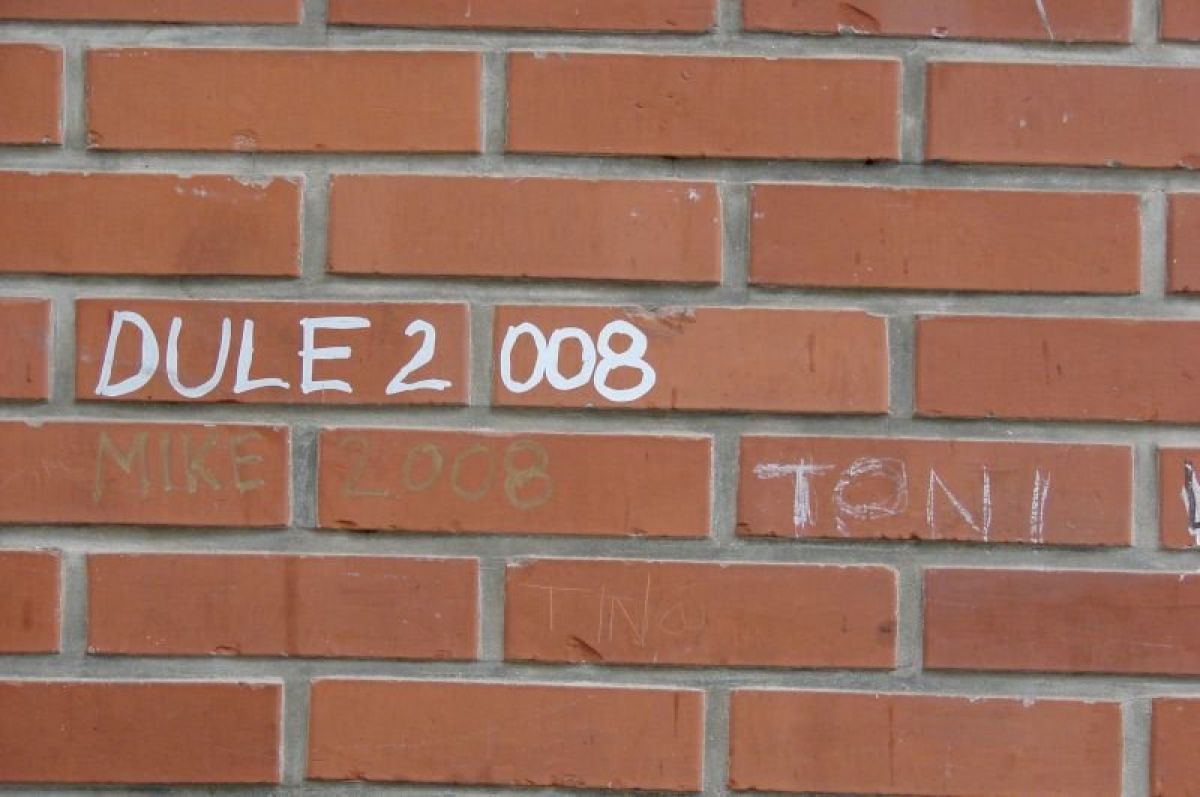 DULE 2 008
MIKE 2008 TONI
TINO